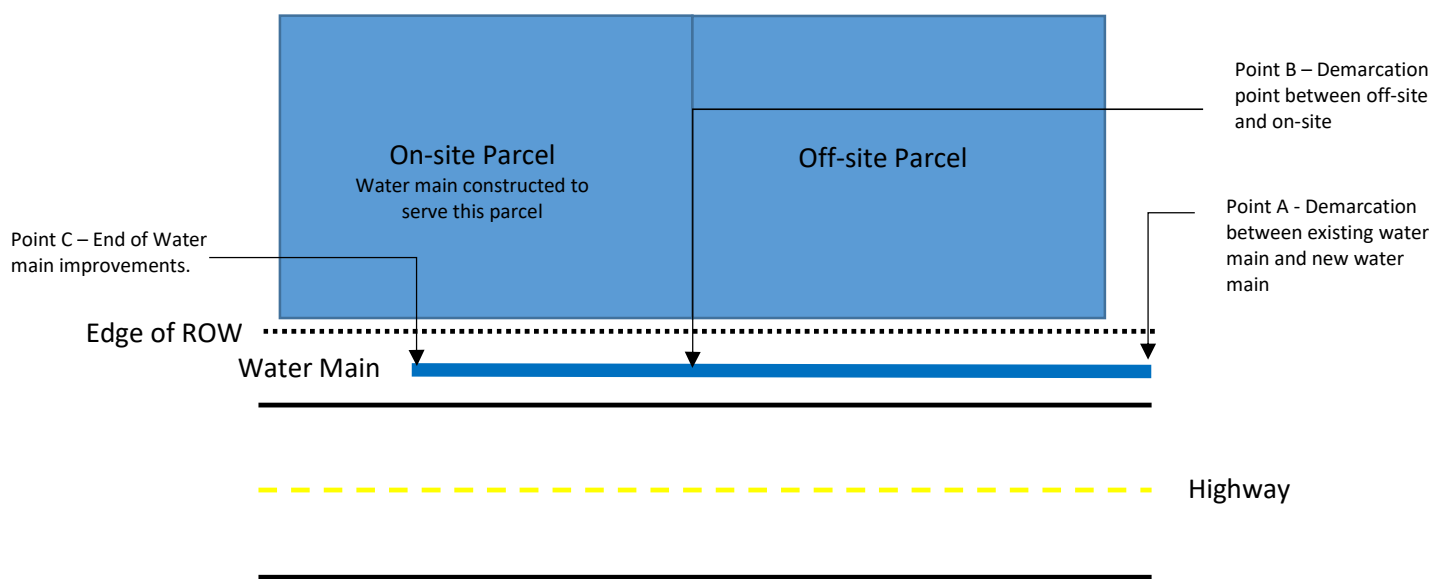 Point B – Demarcation
point between off-site
and on-site
On-site Parcel
Water main constructed to
serve this parcel
Off-site Parcel
Point A - Demarcation
between existing water
main and new water
main
Point C – End of Water
main improvements.
Edge of ROW
Water Main
Highway